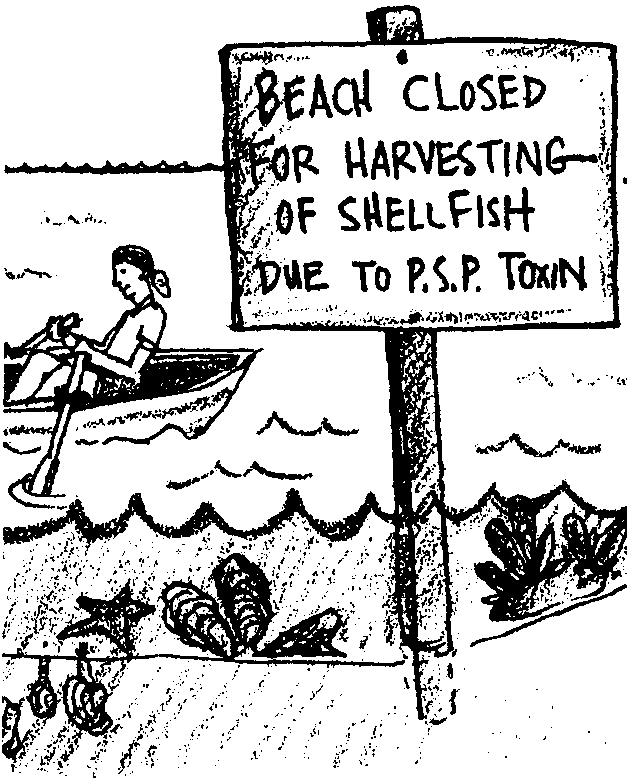 BEACH CLOSED
FOR HARVESTING
OF SHELLFISH
DUE TO P.S.P. TOXIN